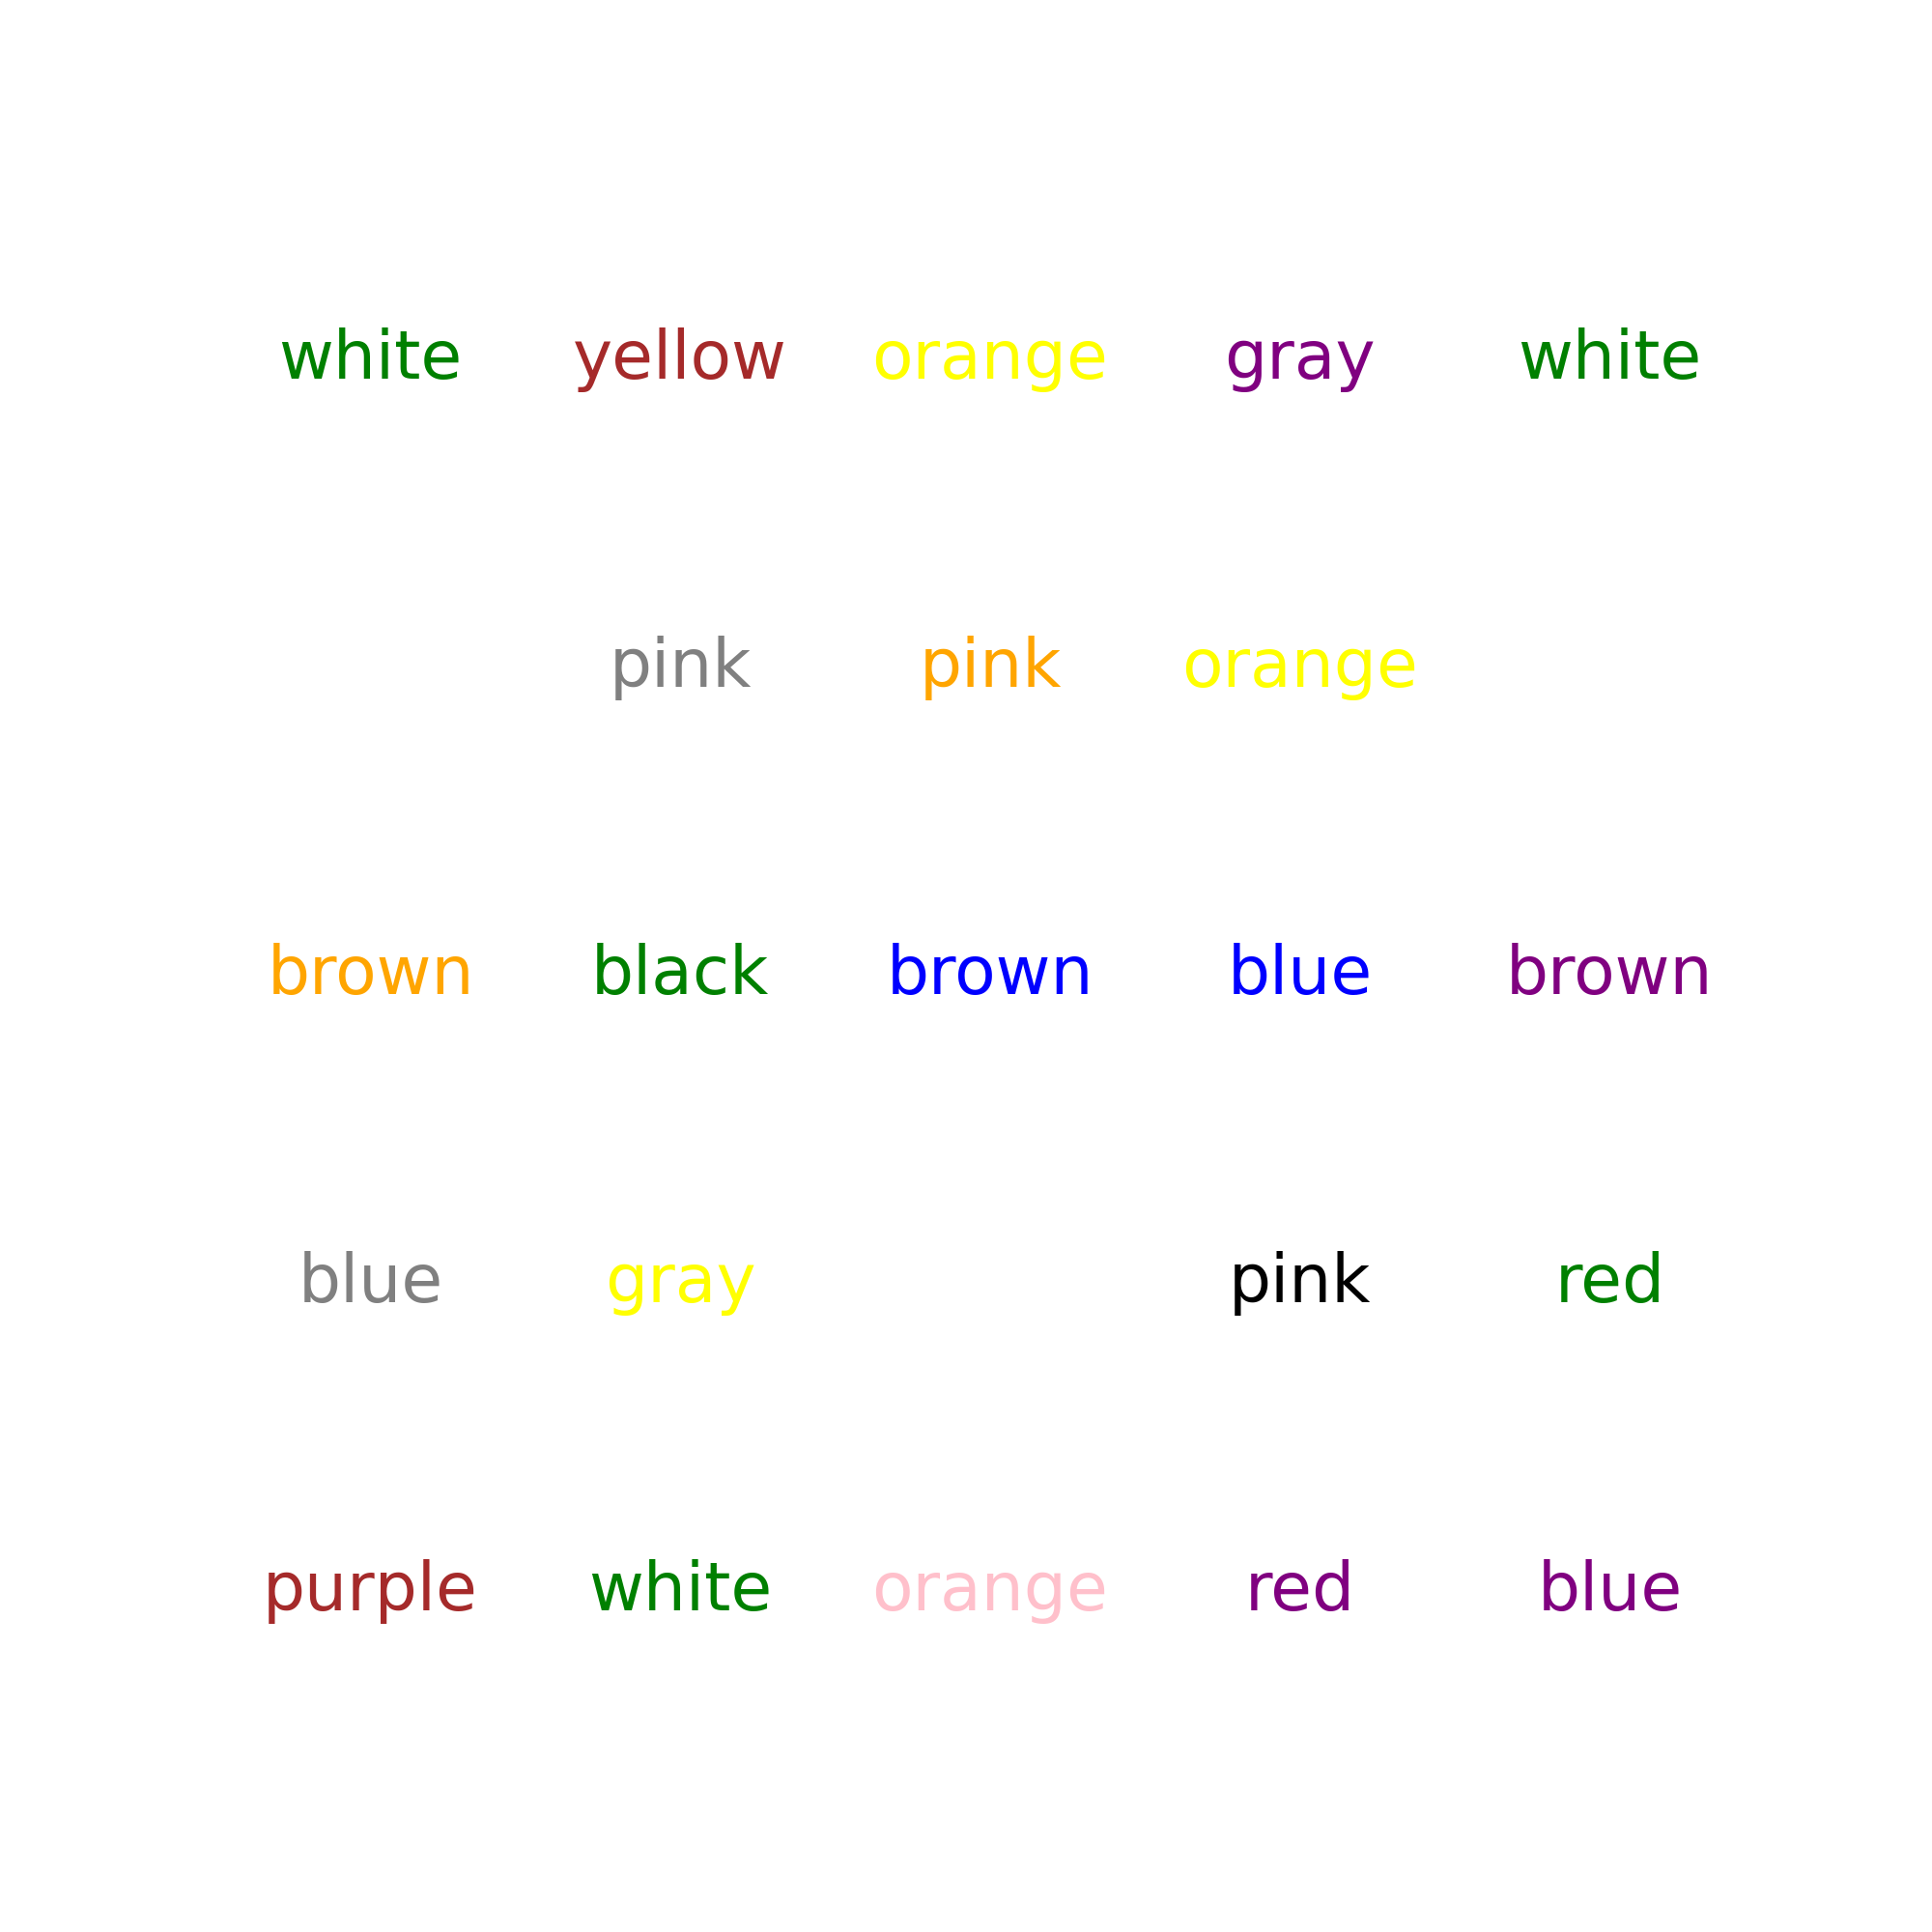 white yellow orange gray white
pink pink orange
brown black brown blue brown
blue gray pink red
purple white orange red blue